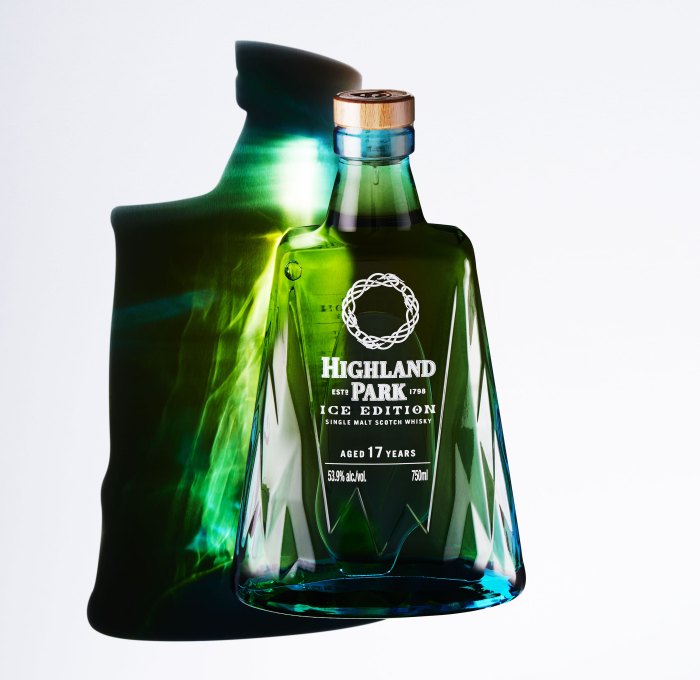 HIGHLAND
ESTD PARK 1798
ICE EDITION
SINGLE MALT SCOTCH WHISKY
AGED 17 YEARS
53.9% alc./vol. 750ml